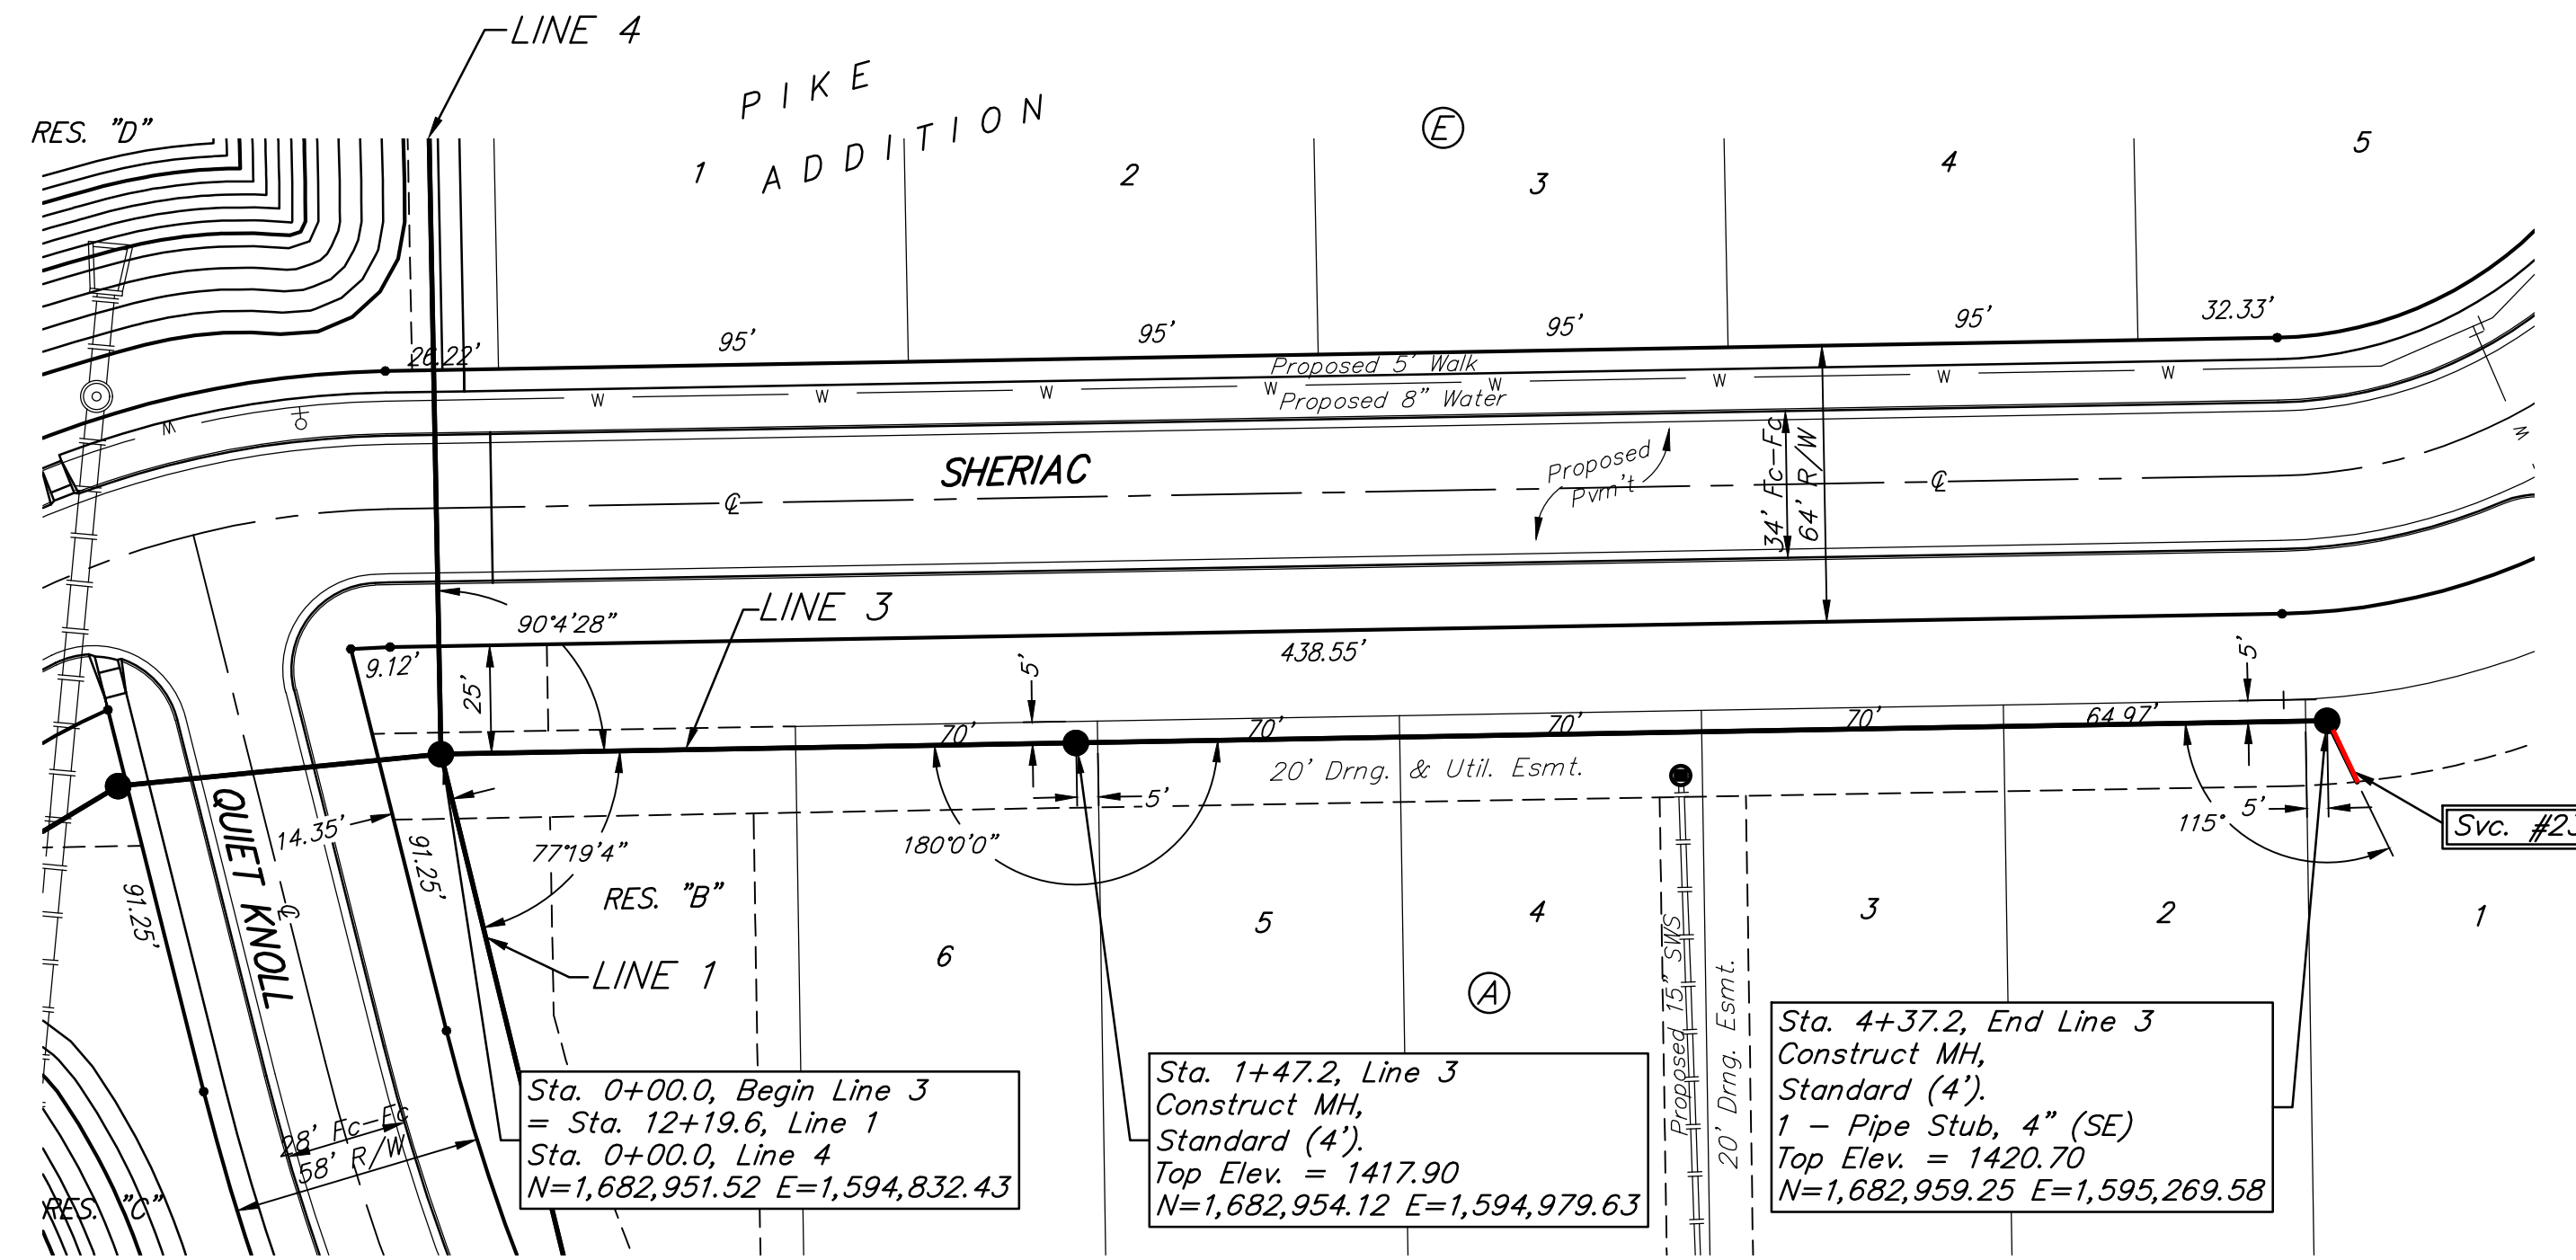 LINE 4
PIKE
ADDITION
RES. "D"
E
1
2
3
4
5
26.22'
95'
95'
95'
95'
32.33'
Proposed 5' Walk
W W W W W W W W W W
Proposed 8" Water
SHERIAC
Proposed
Pvm't
34' Fc-Fc
64' R/W
℄
℄
90°4'28"
LINE 3
9.12'
25'
438.55'
5'
5'
70'
70'
70'
70'
64.97'
20' Drng. & Util. Esmt.
5'
5'
14.35'
91.25'
91.25'
QUIET KNOLL
℄
77°19'4"
180°0'0"
115°
Svc. #23
RES. "B"
LINE 1
6
5
4
3
2
1
A
Proposed 15" SWS
20' Drng. Esmt.
28' Fc-Fc
58' R/W
RES. "C"
Sta. 0+00.0, Begin Line 3
= Sta. 12+19.6, Line 1
Sta. 0+00.0, Line 4
N=1,682,951.52 E=1,594,832.43
Sta. 1+47.2, Line 3
Construct MH,
Standard (4').
Top Elev. = 1417.90
N=1,682,954.12 E=1,594,979.63
Sta. 4+37.2, End Line 3
Construct MH,
Standard (4').
1 - Pipe Stub, 4" (SE)
Top Elev. = 1420.70
N=1,682,959.25 E=1,595,269.58